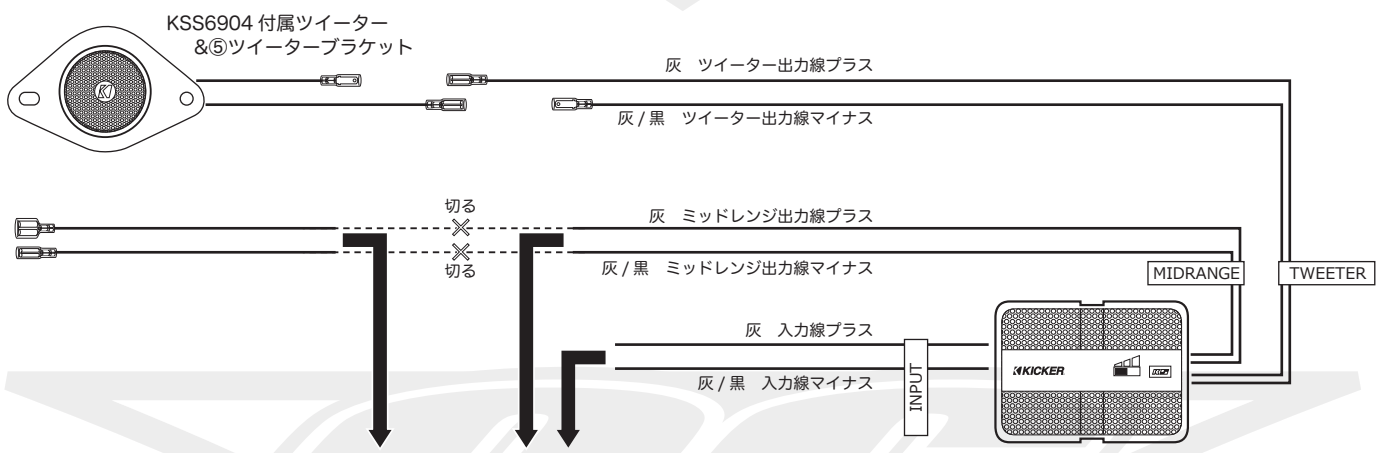 KSS6904 付属ツイーター
&⑤ツイーターブラケット
灰 ツイーター出力線プラス
灰 / 黒 ツイーター出力線マイナス
切る
切る
灰 ミッドレンジ出力線プラス
灰 / 黒 ミッドレンジ出力線マイナス
MIDRANGE
TWEETER
灰 入力線プラス
灰 / 黒 入力線マイナス
INPUT
KICKER